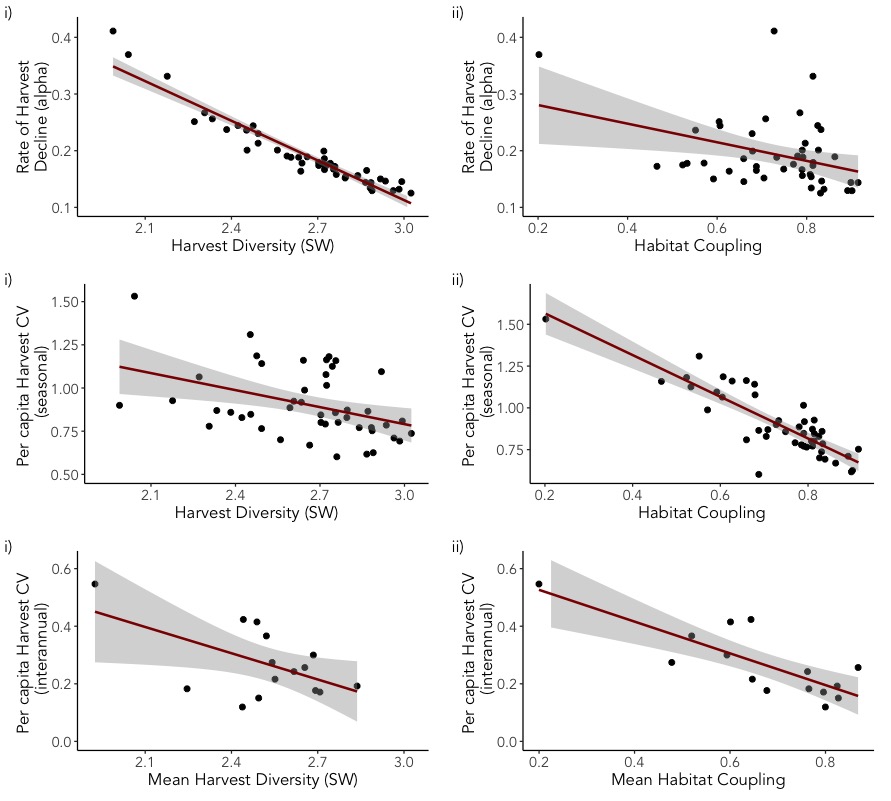 i)
Rate of Harvest
Decline (alpha)
0.4
0.3
0.2
0.1
2.1 2.4 2.7 3.0
Harvest Diversity (SW)
ii)
Rate of Harvest
Decline (alpha)
0.4
0.3
0.2
0.1
0.2 0.4 0.6 0.8
Habitat Coupling
i)
Per capita Harvest CV
(seasonal)
1.50
1.25
1.00
0.75
0.50
2.1 2.4 2.7 3.0
Harvest Diversity (SW)
ii)
Per capita Harvest CV
(seasonal)
1.50
1.25
1.00
0.75
0.2 0.4 0.6 0.8
Habitat Coupling
i)
Per capita Harvest CV
(interannual)
0.6
0.4
0.2
0.0
2.1 2.4 2.7 3.0
Mean Harvest Diversity (SW)
ii)
Per capita Harvest CV
(interannual)
0.6
0.4
0.2
0.0
0.2 0.4 0.6 0.8
Mean Habitat Coupling